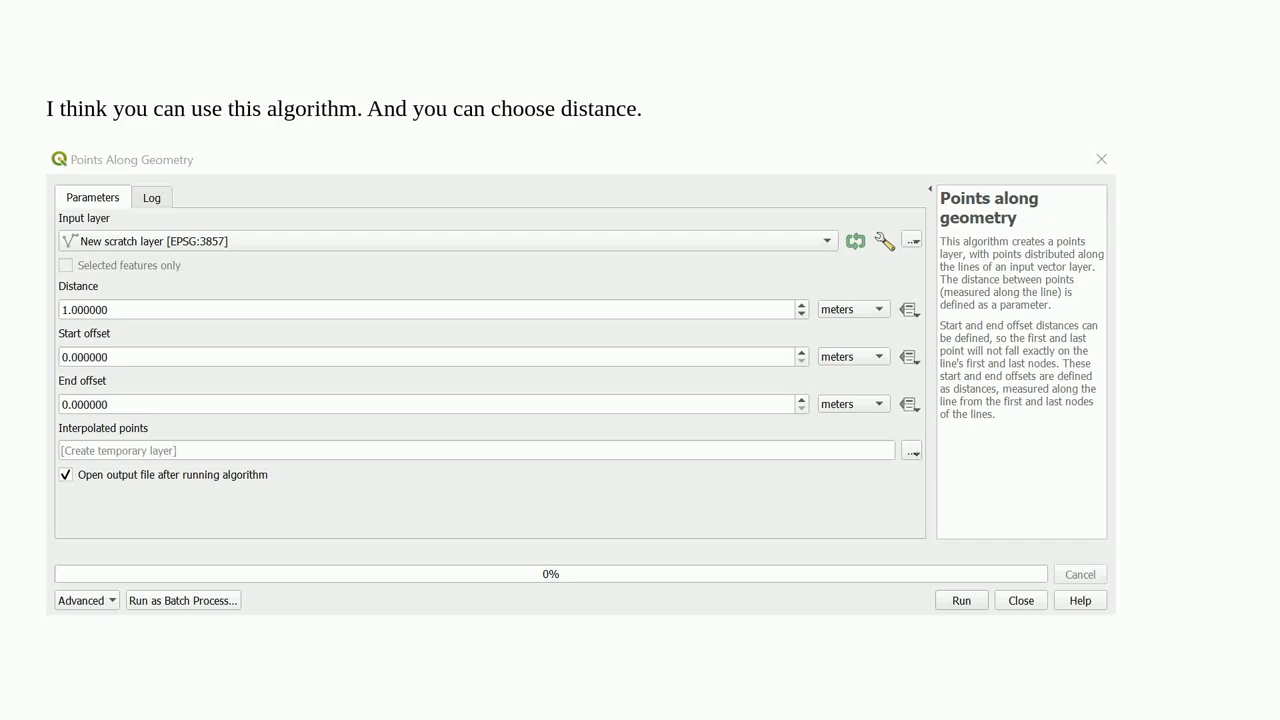 I think you can use this algorithm. And you can choose distance.
Points Along Geometry
Parameters
Log
Input layer
New scratch layer [EPSG:3857]
Selected features only
Distance
1.000000
meters
Start offset
0.000000
meters
End offset
0.000000
meters
Interpolated points
[Create temporary layer]
...
Open output file after running algorithm
Points along
geometry
This algorithm creates a points
layer, with points distributed along
the lines of an input vector layer.
The distance between points
(measured along the line) is
defined as a parameter.
Start and end offset distances can
be defined, so the first and last
point will not fall exactly on the
line's first and last nodes. These
start and end offsets are defined
as distances, measured along the
line from the first and last nodes
of the lines.
0%
Cancel
Advanced
Run as Batch Process...
Run
Close
Help